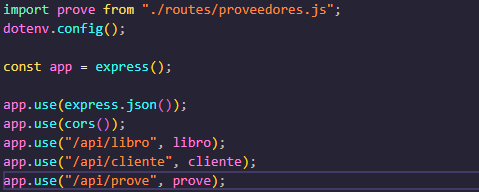 import prove from "./routes/proveedores.js";
dotenv.config();
const app = express();
app.use(express.json());
app.use(cors());
app.use("/api/libro", libro);
app.use("/api/cliente", cliente);
app.use("/api/prove", prove);